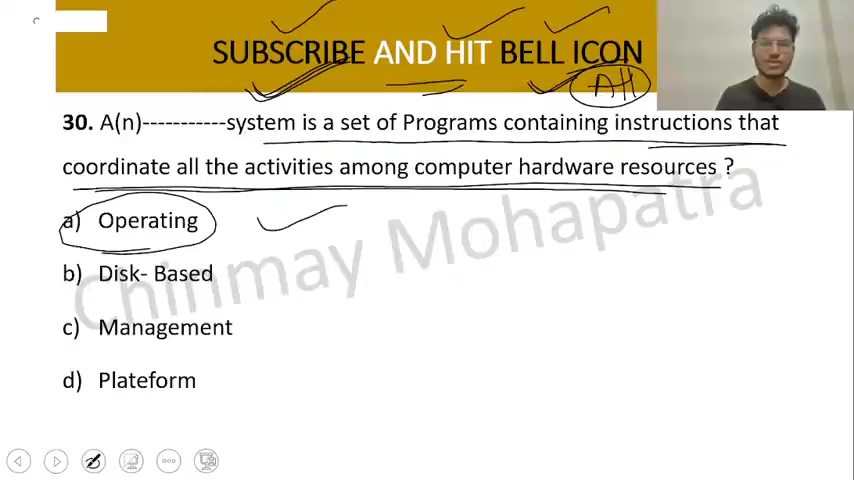 SUBSCRIBE AND HIT BELL ICON
All
30. A(n)-----------system is a set of Programs containing instructions that
coordinate all the activities among computer hardware resources ?
a) Operating
b) Disk- Based
c) Management
d) Plateform
Chinmay Mohapatra